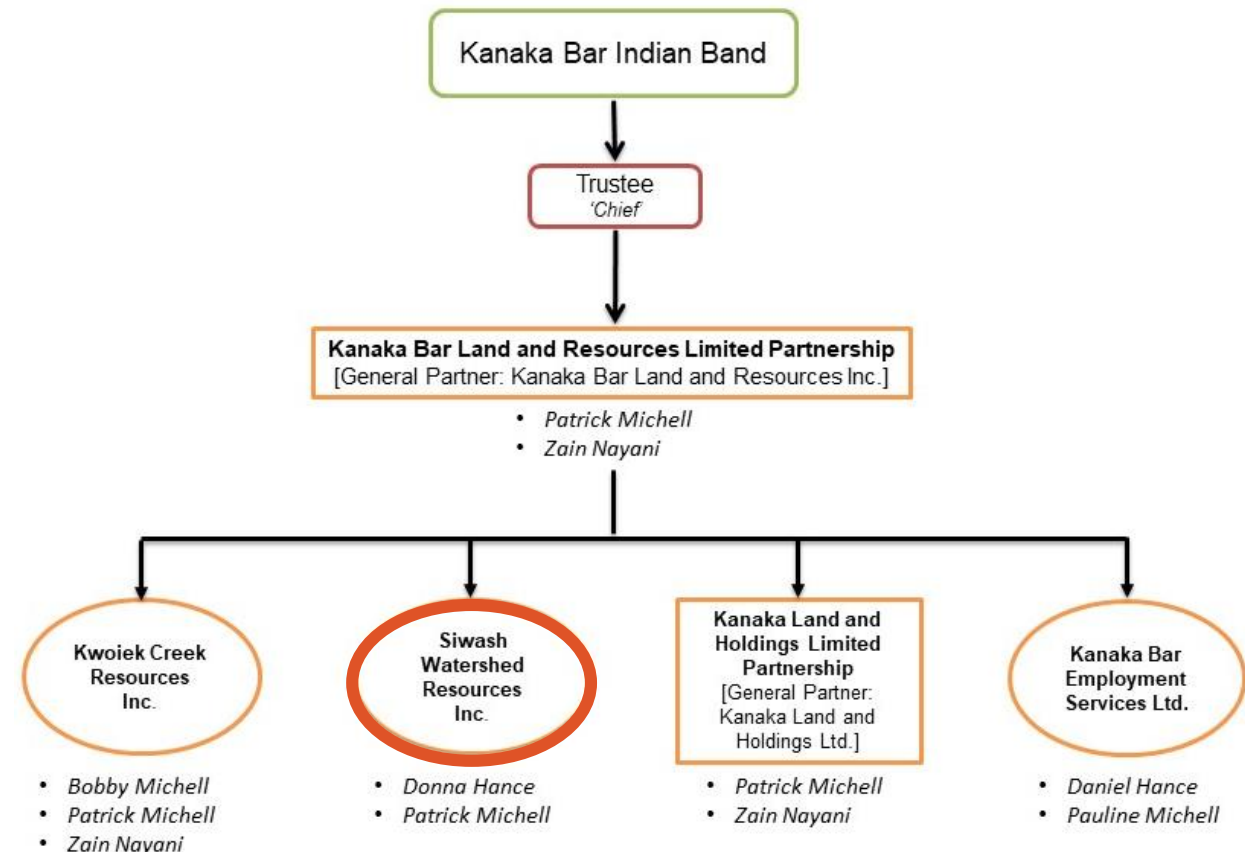 Kanaka Bar Indian Band
Trustee
'Chief'
Kanaka Bar Land and Resources Limited Partnership
[General Partner: Kanaka Bar Land and Resources Inc.]
• Patrick Michell
• Zain Nayani
Kwoiek Creek
Resources
Inc.
• Bobby Michell
• Patrick Michell
• Zain Nayani
Siwash
Watershed
Resources
Inc.
• Donna Hance
• Patrick Michell
Kanaka Land and
Holdings Limited
Partnership
[General Partner:
Kanaka Land and
Holdings Ltd.]
• Patrick Michell
• Zain Nayani
Kanaka Bar
Employment
Services Ltd.
• Daniel Hance
• Pauline Michell